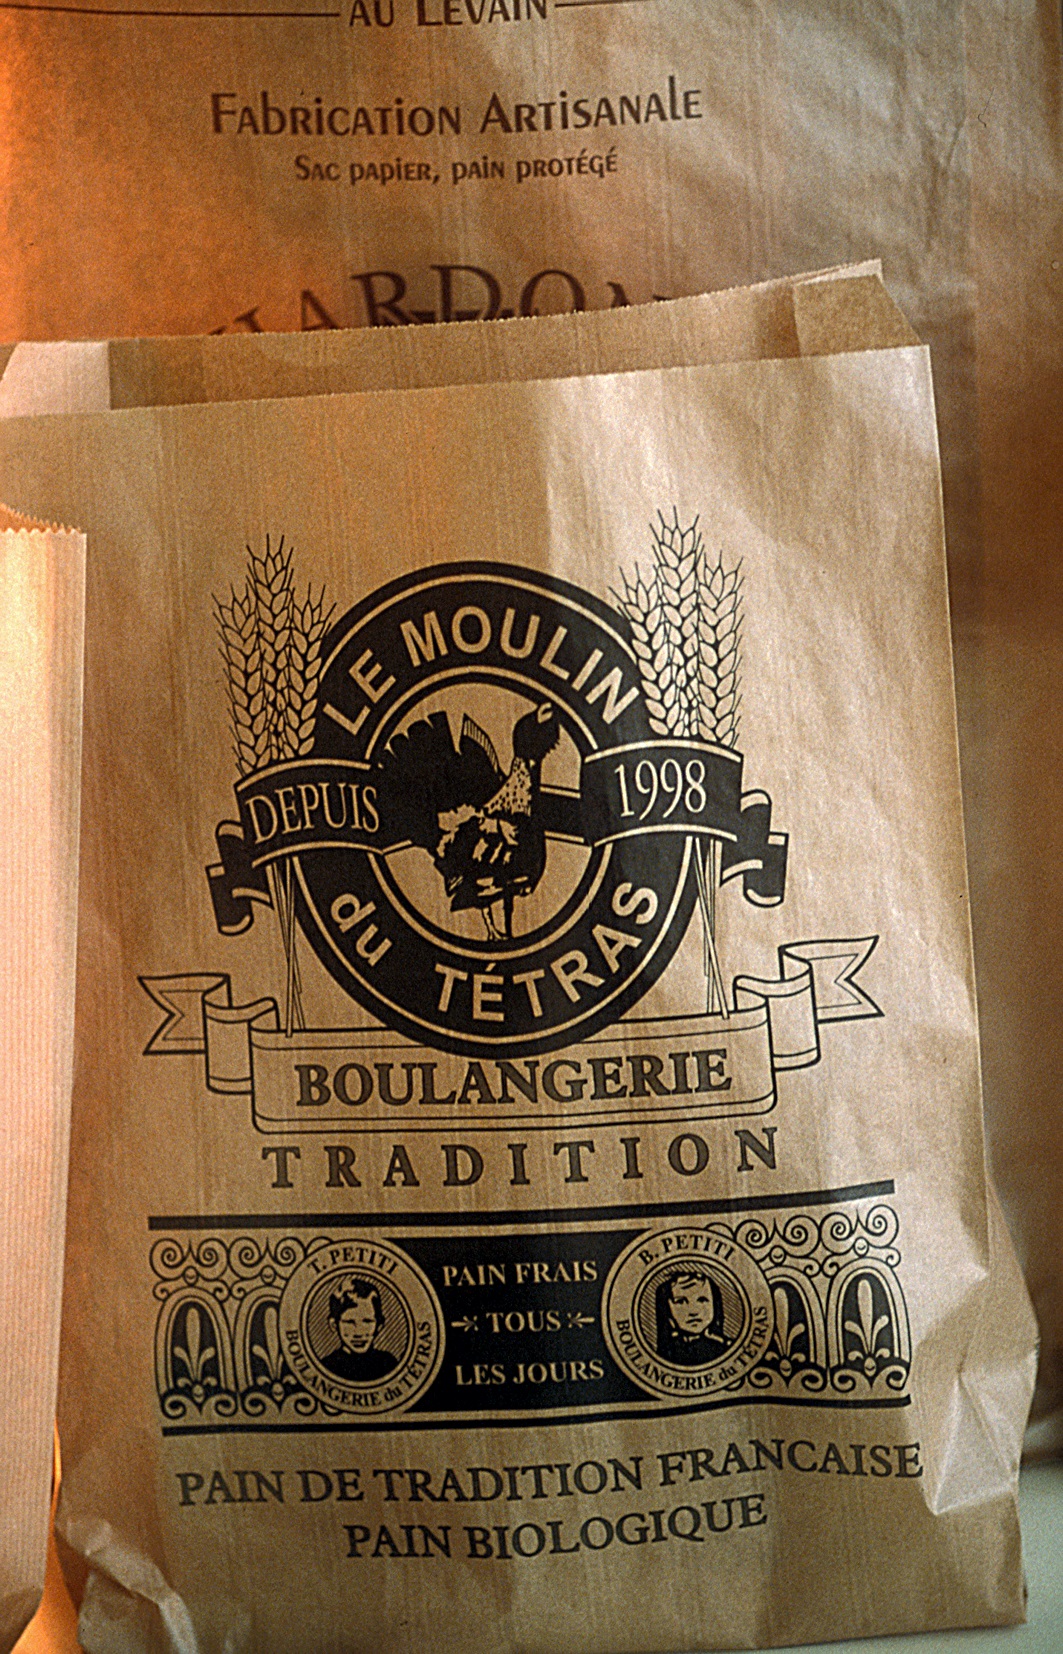 AU LEVAIN
FABRICATION ARTISANALE
SAC PAPIER, PAIN PROTÉGÉ
LE MOULIN
DEPUIS 1998
du TÉTRAS
BOULANGERIE
TRADITION
T. PETITI
BOULANGERIE du TÉTRAS
PAIN FRAIS
TOUS
LES JOURS
B. PETITI
BOULANGERIE du TÉTRAS
PAIN DE TRADITION FRANCAISE
PAIN BIOLOGIQUE